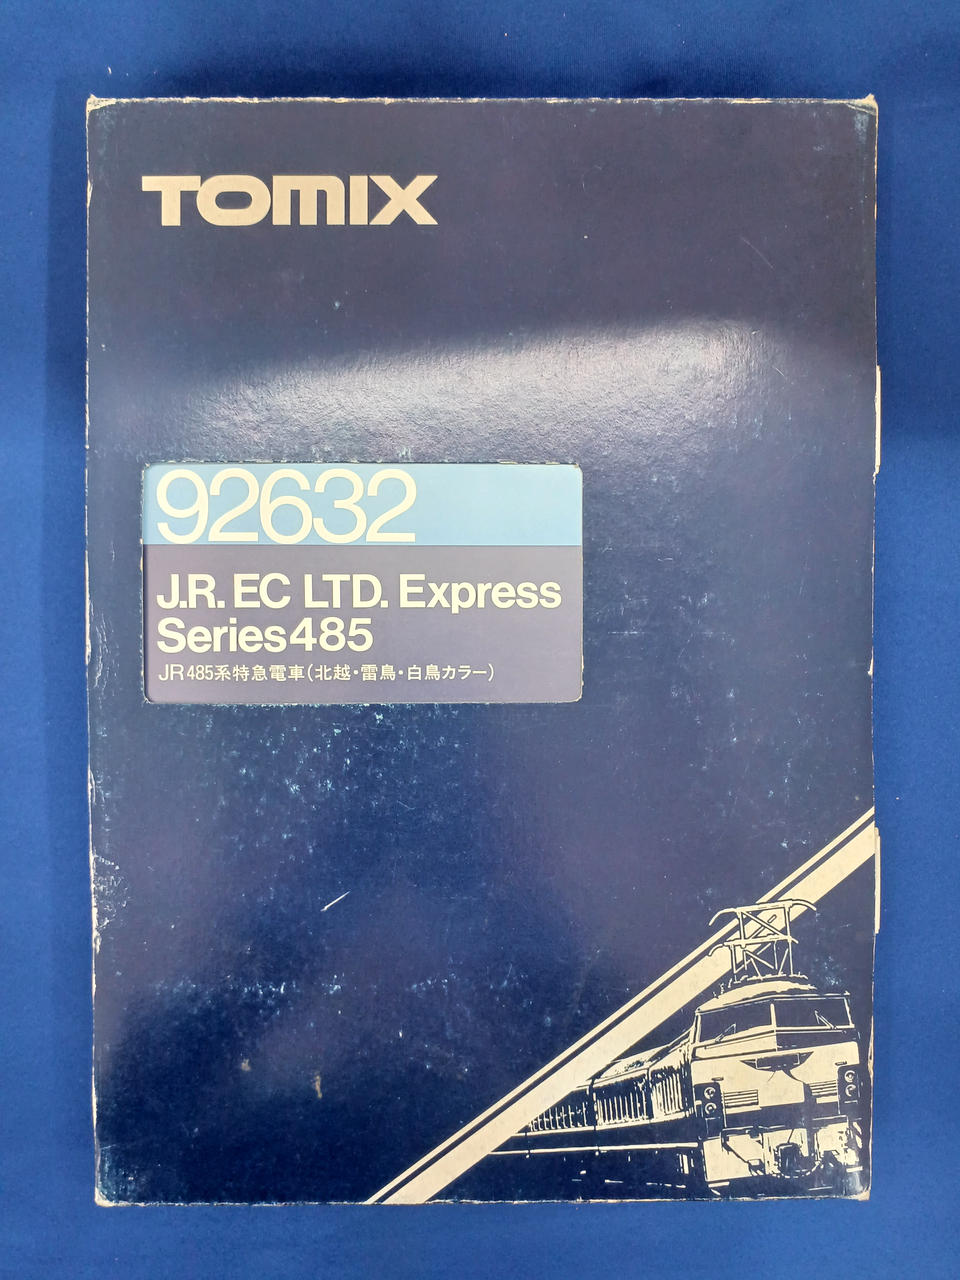 TOMIX
92632
J.R. EC LTD. Express
Series485
JR485系特急電車(北越・雷鳥・白鳥カラー)